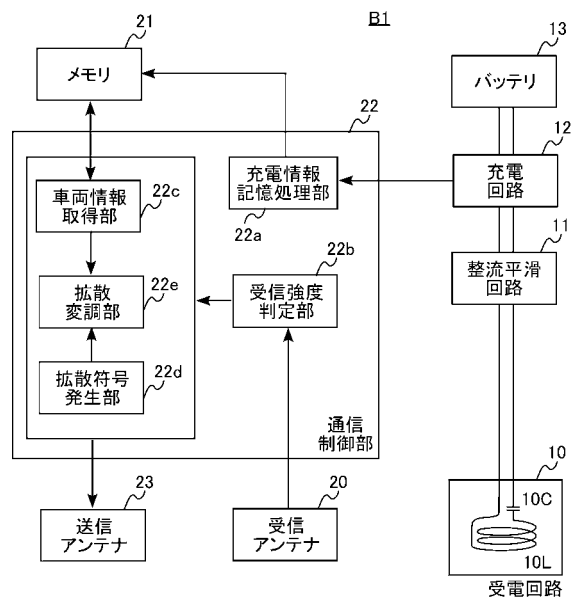 B1
21
メモリ
13
バッテリ
22
12
充電
回路
車両情報
取得部
22c
充電情報
記憶処理部
22a
11
整流平滑
回路
拡散
変調部
22e
22b
受信強度
判定部
拡散符号
発生部
22d
通信
制御部
23
送信
アンテナ
20
受信
アンテナ
10
10C
10L
受電回路